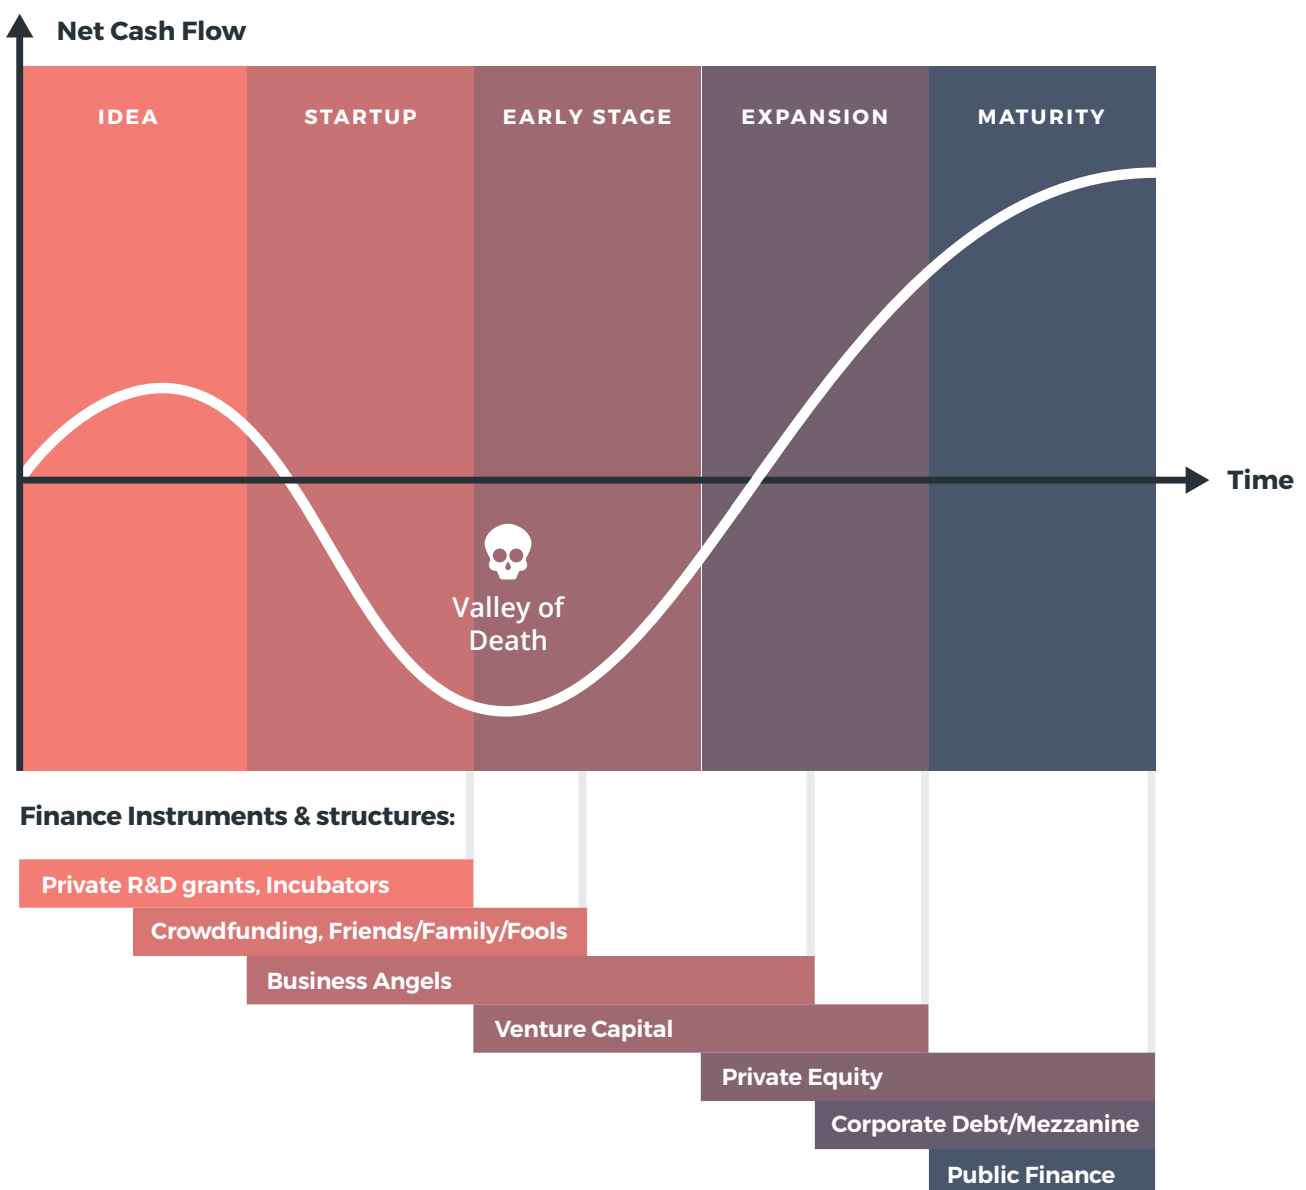 Net Cash Flow
IDEA
STARTUP
EARLY STAGE
EXPANSION
MATURITY
Time
Valley of
Death
Finance Instruments & structures:
Private R&D grants, Incubators
Crowdfunding, Friends/Family/Fools
Business Angels
Venture Capital
Private Equity
Corporate Debt/Mezzanine
Public Finance